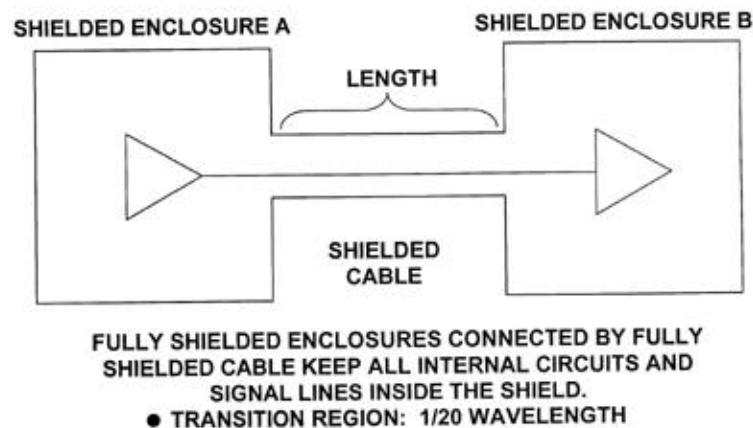 SHIELDED ENCLOSURE A
SHIELDED ENCLOSURE B
LENGTH
SHIELDED
CABLE
FULLY SHIELDED ENCLOSURES CONNECTED BY FULLY
SHIELDED CABLE KEEP ALL INTERNAL CIRCUITS AND
SIGNAL LINES INSIDE THE SHIELD.
● TRANSITION REGION: 1/20 WAVELENGTH